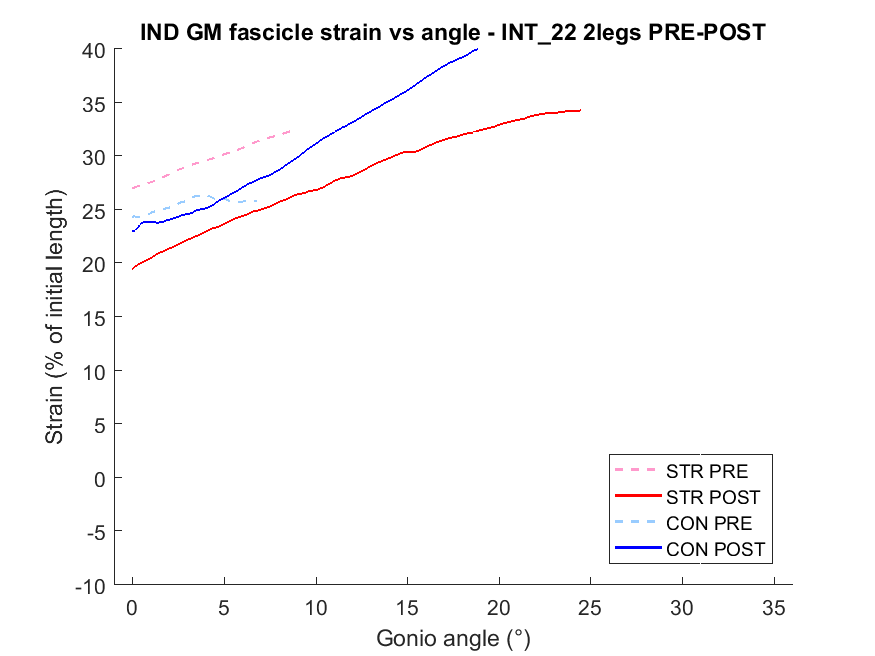 IND GM fascicle strain vs angle - INT_22 2legs PRE-POST
40
35
30
25
20
15
10
5
0
-5
-10
Strain (% of initial length)
0 5 10 15 20 25 30 35
Gonio angle (°)
STR PRE
STR POST
CON PRE
CON POST